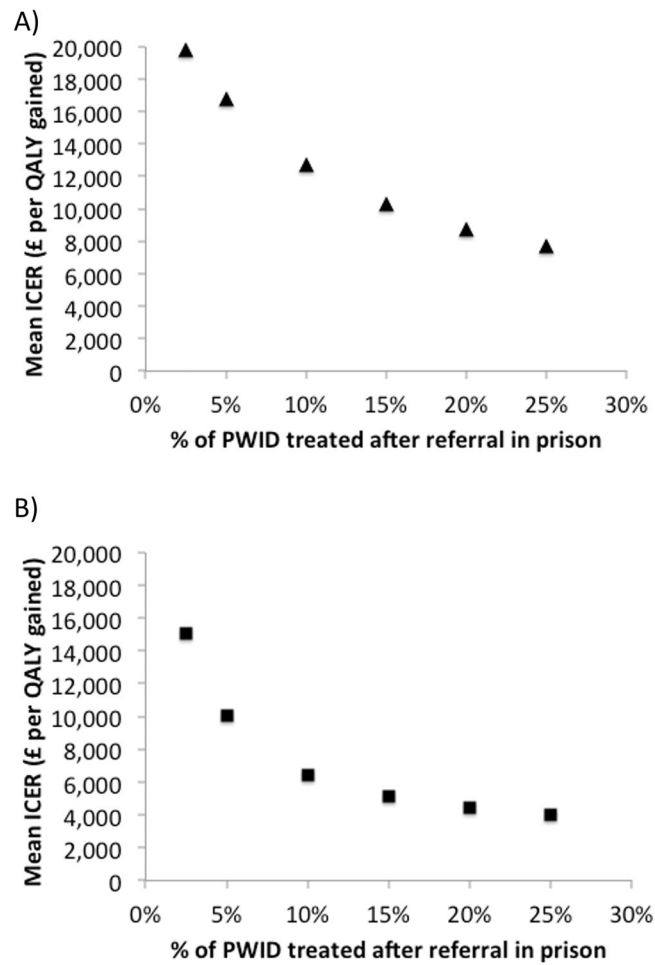 A)
20,000
18,000
16,000
14,000
12,000
10,000
8,000
6,000
4,000
2,000
0
Mean ICER (£ per QALY gained)
0% 5% 10% 15% 20% 25% 30%
% of PWID treated after referral in prison
B)
20,000
18,000
16,000
14,000
12,000
10,000
8,000
6,000
4,000
2,000
0
Mean ICER (£ per QALY gained)
0% 5% 10% 15% 20% 25% 30%
% of PWID treated after referral in prison